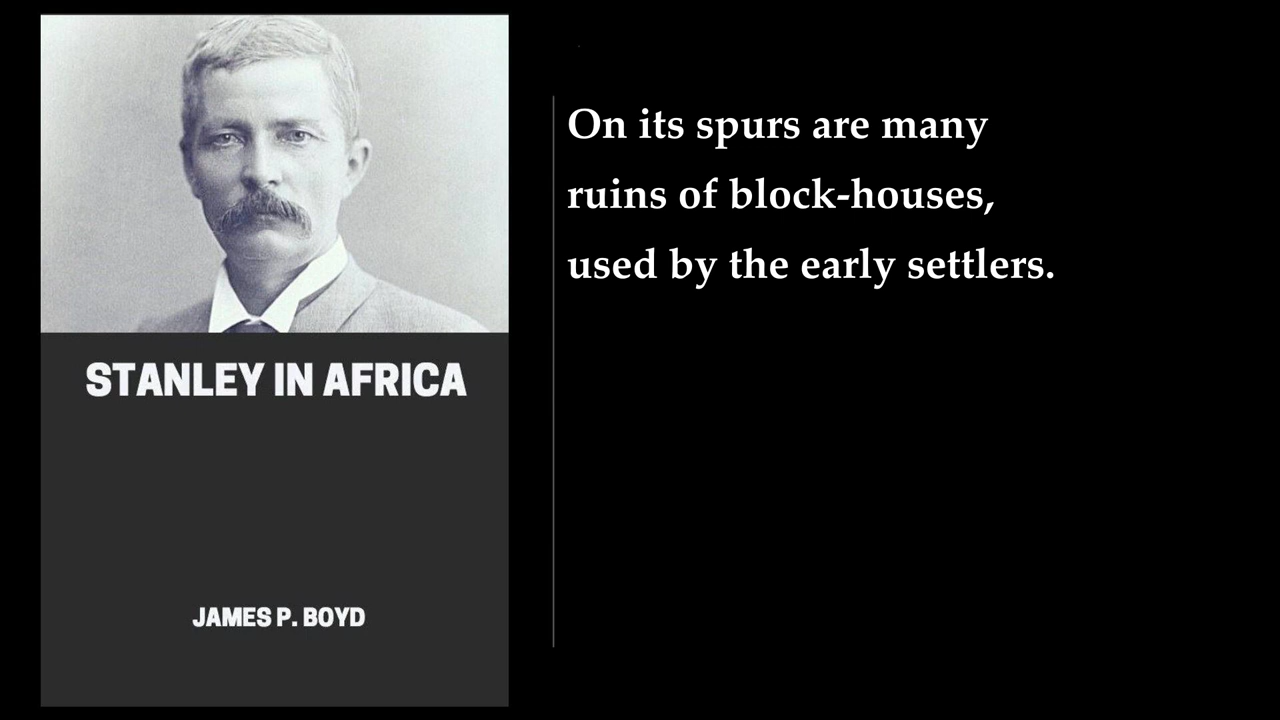 STANLEY IN AFRICA
JAMES P. BOYD
On its spurs are many
ruins of block-houses,
used by the early settlers.